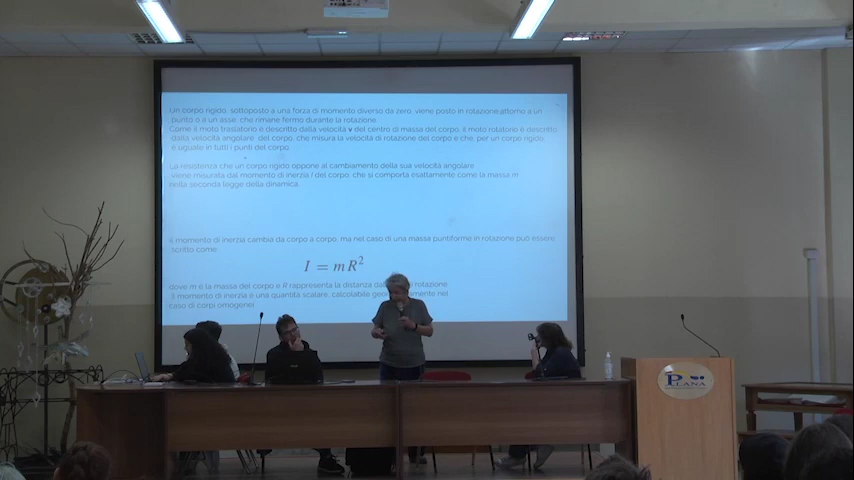 Un corpo rigido, sottoposto a una forza di momento diverso da zero, viene posto in rotazione attorno a un
punto o a un asse, che rimane fermo durante la rotazione.
Come il moto traslatorio è descritto dalla velocità v del centro di massa del corpo, il moto rotatorio è descritto
dalla velocità angolare del corpo, che misura la velocità di rotazione del corpo e che, per un corpo rigido,
è uguale in tutti i punti del corpo.
La resistenza che un corpo rigido oppone al cambiamento della sua velocità angolare
viene misurata dal momento di inerzia I del corpo, che si comporta esattamente come la massa m
nella seconda legge della dinamica.
Il momento di inerzia cambia da corpo a corpo, ma nel caso di una massa puntiforme in rotazione può essere
scritto come:
I = mR²
dove m è la massa del corpo e R rappresenta la distanza rotazione.
Il momento di inerzia è una quantità scalare, calcolabile nel
caso di corpi omogenei
PLANA